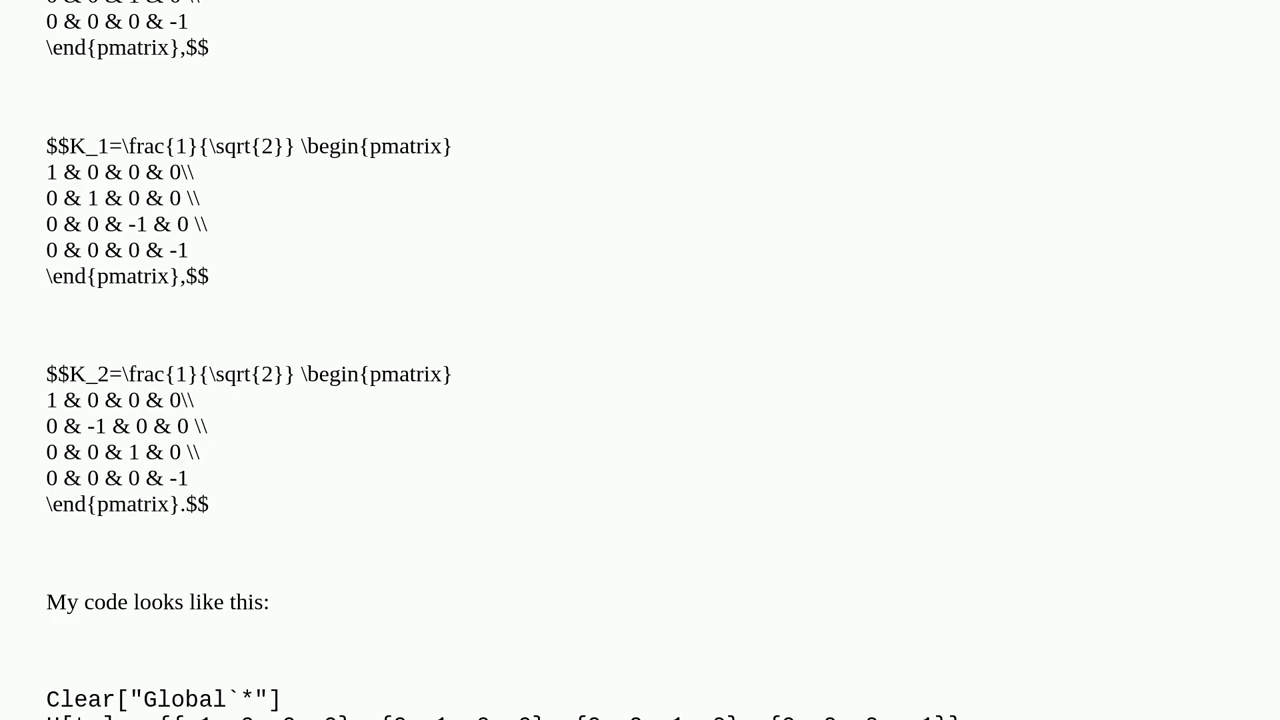 0 & 0 & 0 & -1
\end{pmatrix},$$
$$K_1=\frac{1}{\sqrt{2}} \begin{pmatrix}
1 & 0 & 0 & 0\\
0 & 1 & 0 & 0 \\
0 & 0 & -1 & 0 \\
0 & 0 & 0 & -1
\end{pmatrix},$$
$$K_2=\frac{1}{\sqrt{2}} \begin{pmatrix}
1 & 0 & 0 & 0\\
0 & -1 & 0 & 0 \\
0 & 0 & 1 & 0 \\
0 & 0 & 0 & -1
\end{pmatrix}.$$
My code looks like this:
Clear["Global`*"]